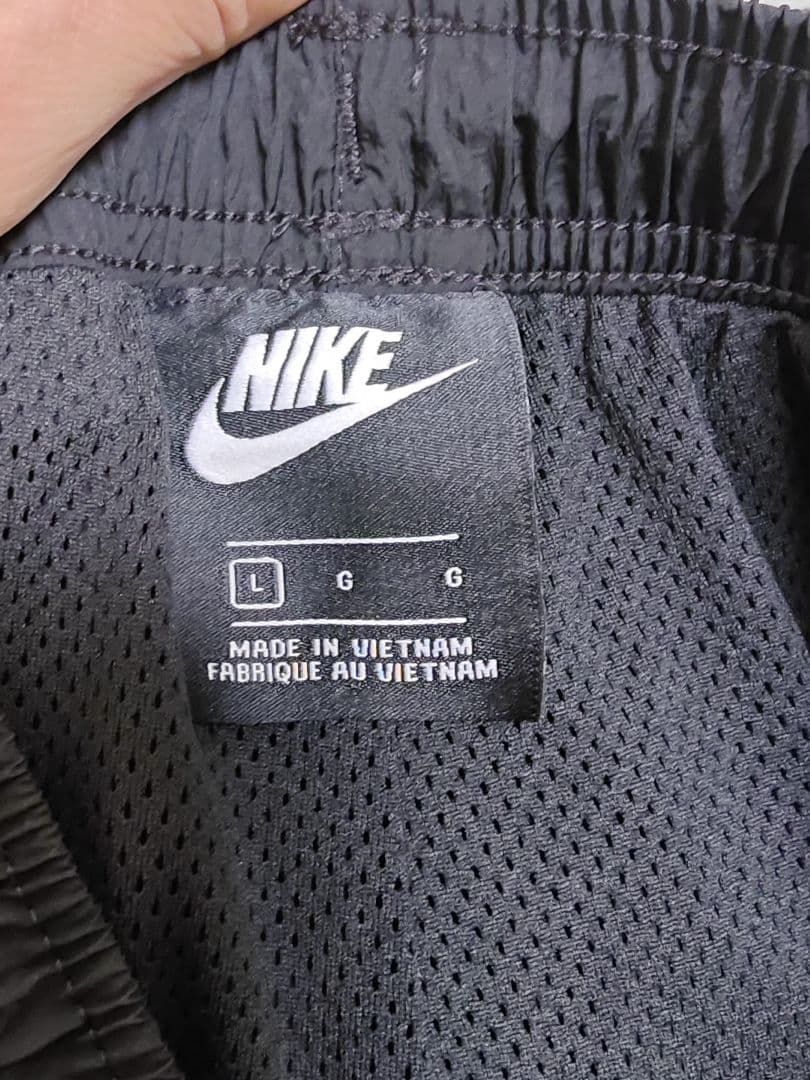 NIKE
L G G
MADE IN VIETNAM
FABRIQUE AU VIETNAM